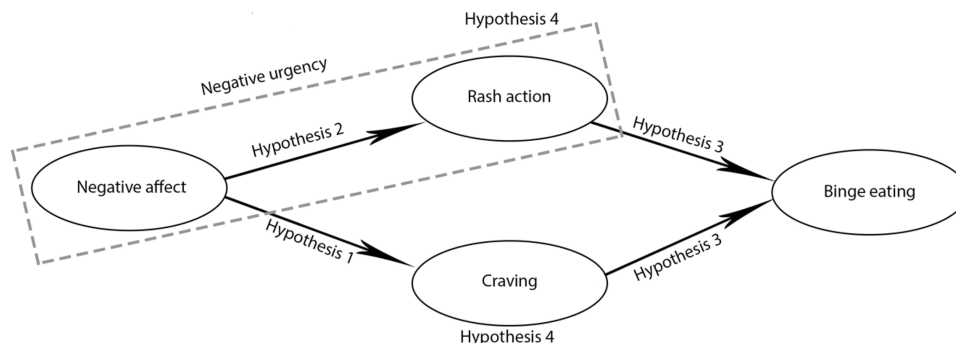 Hypothesis 4
Negative urgency
Rash action
Hypothesis 2
Hypothesis 3
Negative affect
Binge eating
Hypothesis 1
Hypothesis 3
Craving
Hypothesis 4